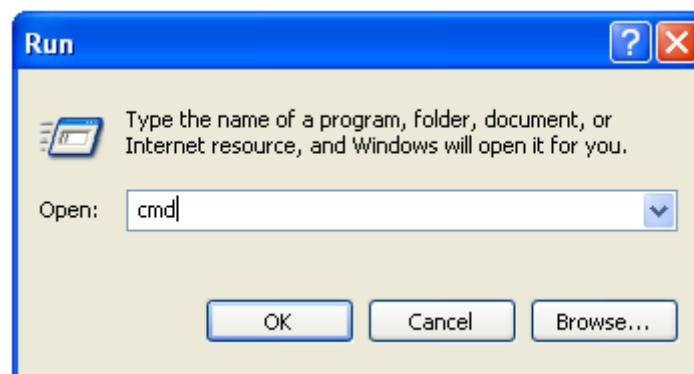 Run
Type the name of a program, folder, document, or
Internet resource, and Windows will open it for you.
Open: cmd
OK Cancel Browse...